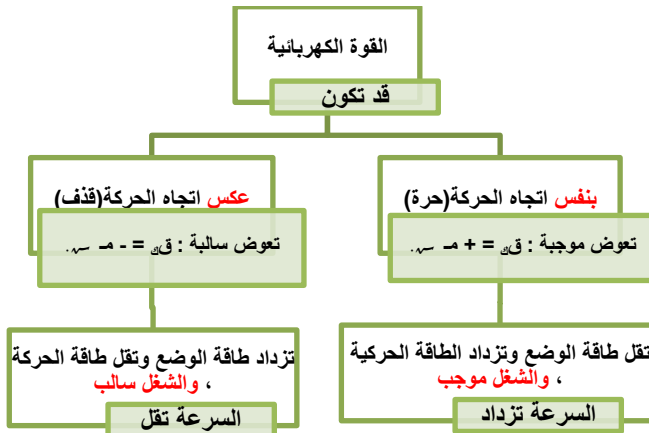 القوة الكهربائية
قد تكون
بنفس اتجاه الحركة(حرة)
تعوض موجبة : قك = + مـ سہ.
تقل طاقة الوضع وتزداد الطاقة الحركية
، والشغل موجب
السرعة تزداد
عكس اتجاه الحركة(قذف)
تعوض سالبة : قك = - مـ سہ.
تزداد طاقة الوضع وتقل طاقة الحركة
، والشغل سالب
السرعة تقل